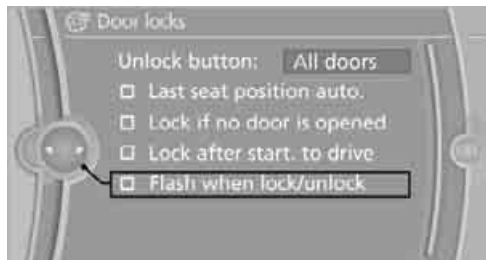 Door locks
Unlock button: All doors
Last seat position auto.
Lock if no door is opened
Lock after start. to drive
Flash when lock/unlock